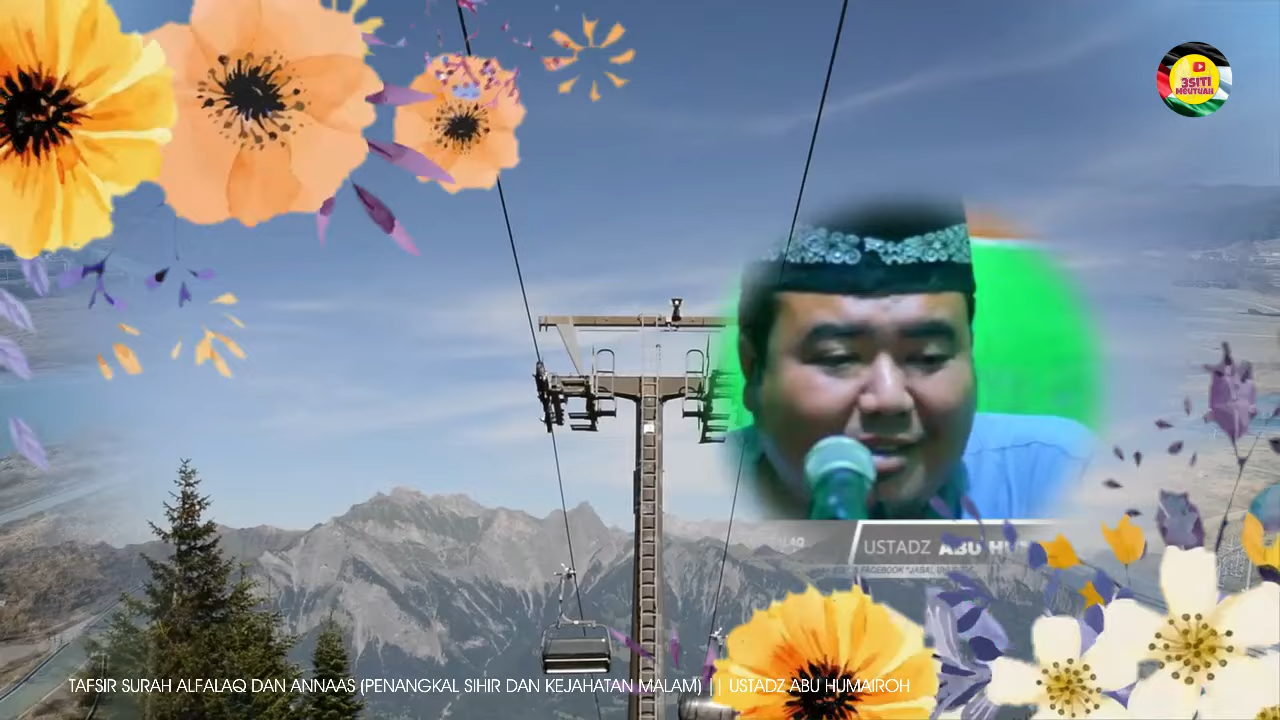 3SITI
MEUTUAH
USTADZ ABU HU
FACEBOOK "JABAL
TAFSIR SURAH ALFALAQ DAN ANNAAS (PENANGKAL SIHIR DAN KEJAHATAN MALAM) || USTADZ ABU HUMAIROH